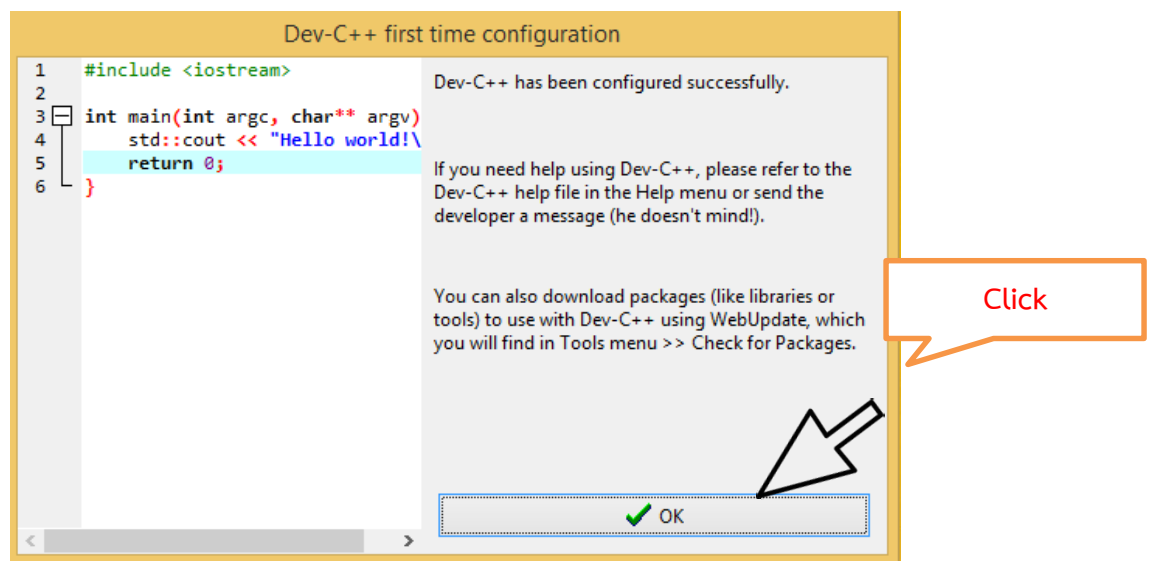 Dev-C++ first time configuration
1 #include <iostream>
2
3 int main(int argc, char** argv)
4 std::cout << "Hello world!\
5 return 0;
6 }
Dev-C++ has been configured successfully.
If you need help using Dev-C++, please refer to the
Dev-C++ help file in the Help menu or send the
developer a message (he doesn't mind!).
You can also download packages (like libraries or
tools) to use with Dev-C++ using WebUpdate, which
you will find in Tools menu >> Check for Packages.
Click
OK